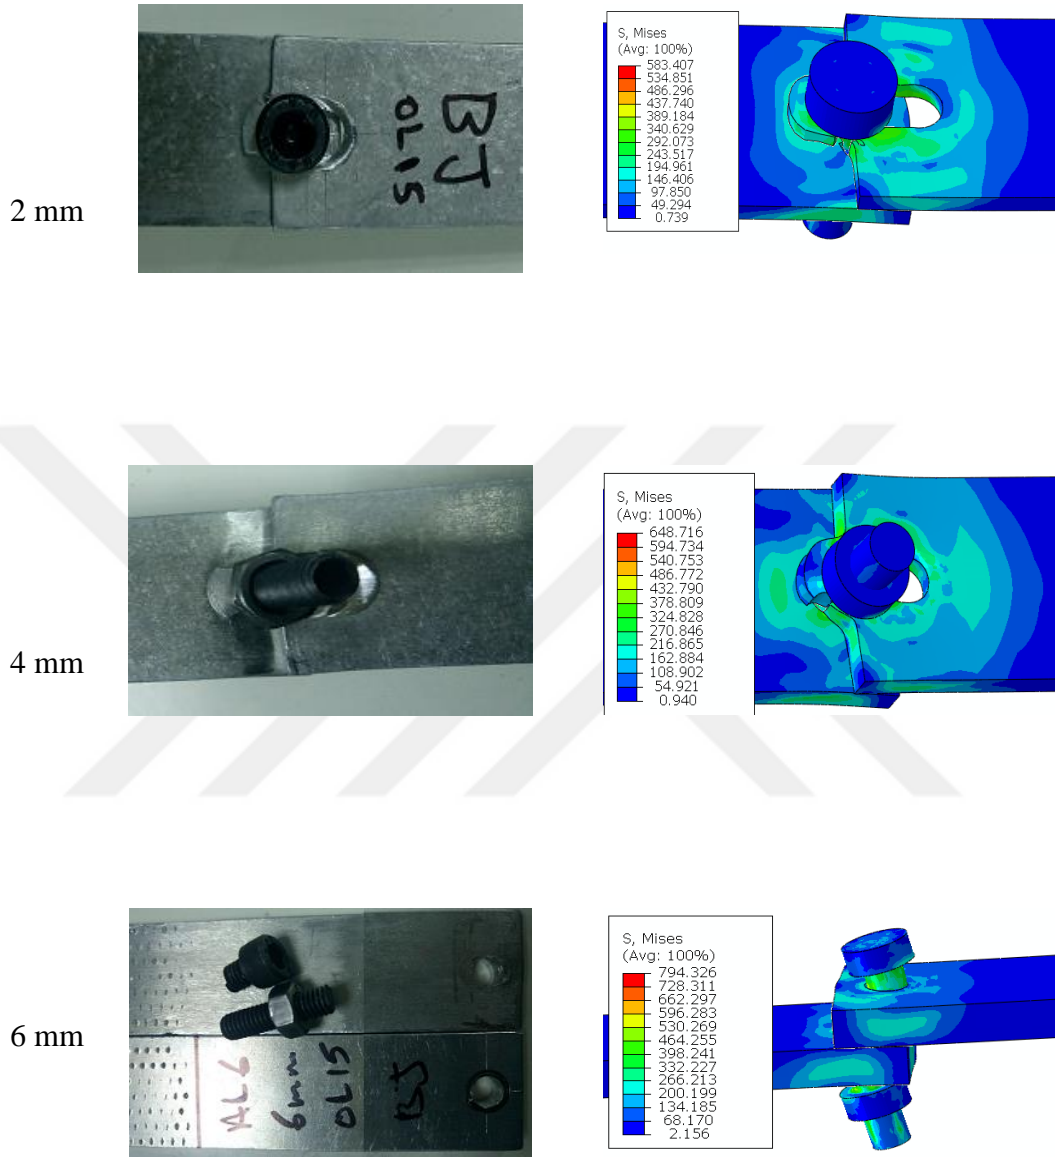 BJ
OL15
S, Mises
(Avg: 100%)
583.407
534.851
486.296
437.740
389.184
340.629
292.073
243.517
194.961
146.406
97.850
49.294
0.739
2 mm
S, Mises
(Avg: 100%)
648.716
594.734
540.753
486.772
432.790
378.809
324.828
270.846
216.865
162.884
108.902
54.921
0.940
4 mm
S, Mises
(Avg: 100%)
794.326
728.311
662.297
596.283
530.269
464.255
398.241
332.227
266.213
200.199
134.185
68.170
2.156
6 mm
AL6
6mm
OL15
BJ